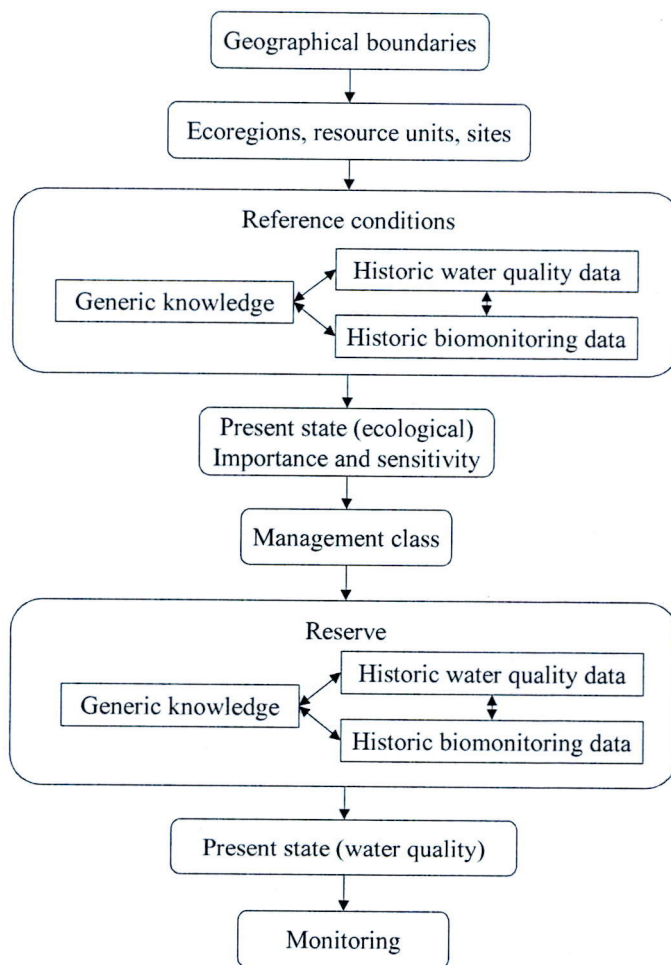 Geographical boundaries
Ecoregions, resource units, sites
Reference conditions
Historic water quality data
Generic knowledge
Historic biomonitoring data
Present state (ecological)
Importance and sensitivity
Management class
Reserve
Historic water quality data
Generic knowledge
Historic biomonitoring data
Present state (water quality)
Monitoring